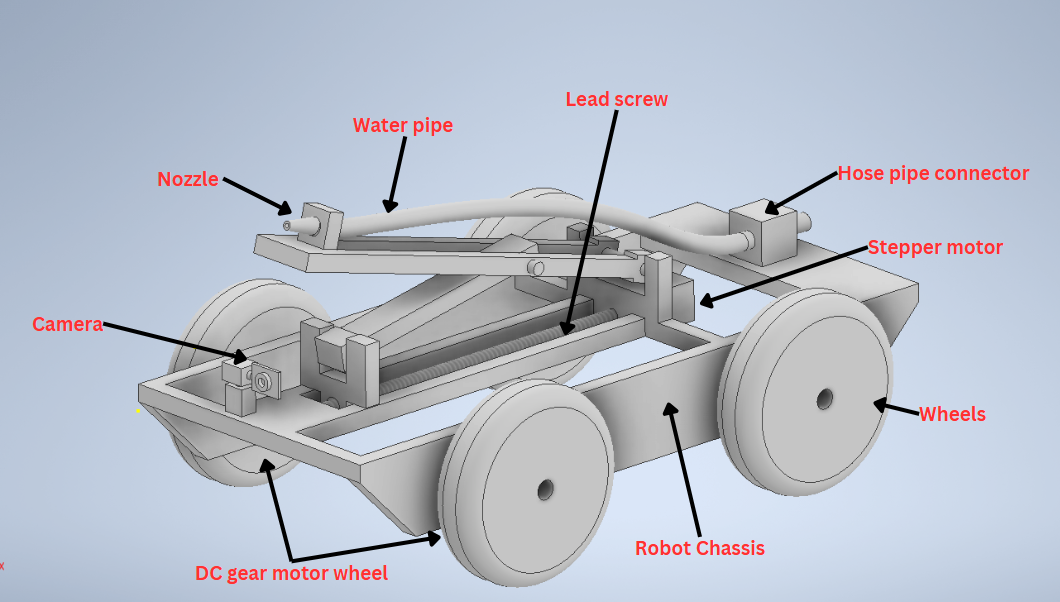 Lead screw
Water pipe
Nozzle
Hose pipe connector
Stepper motor
Camera
Wheels
Robot Chassis
DC gear motor wheel
x